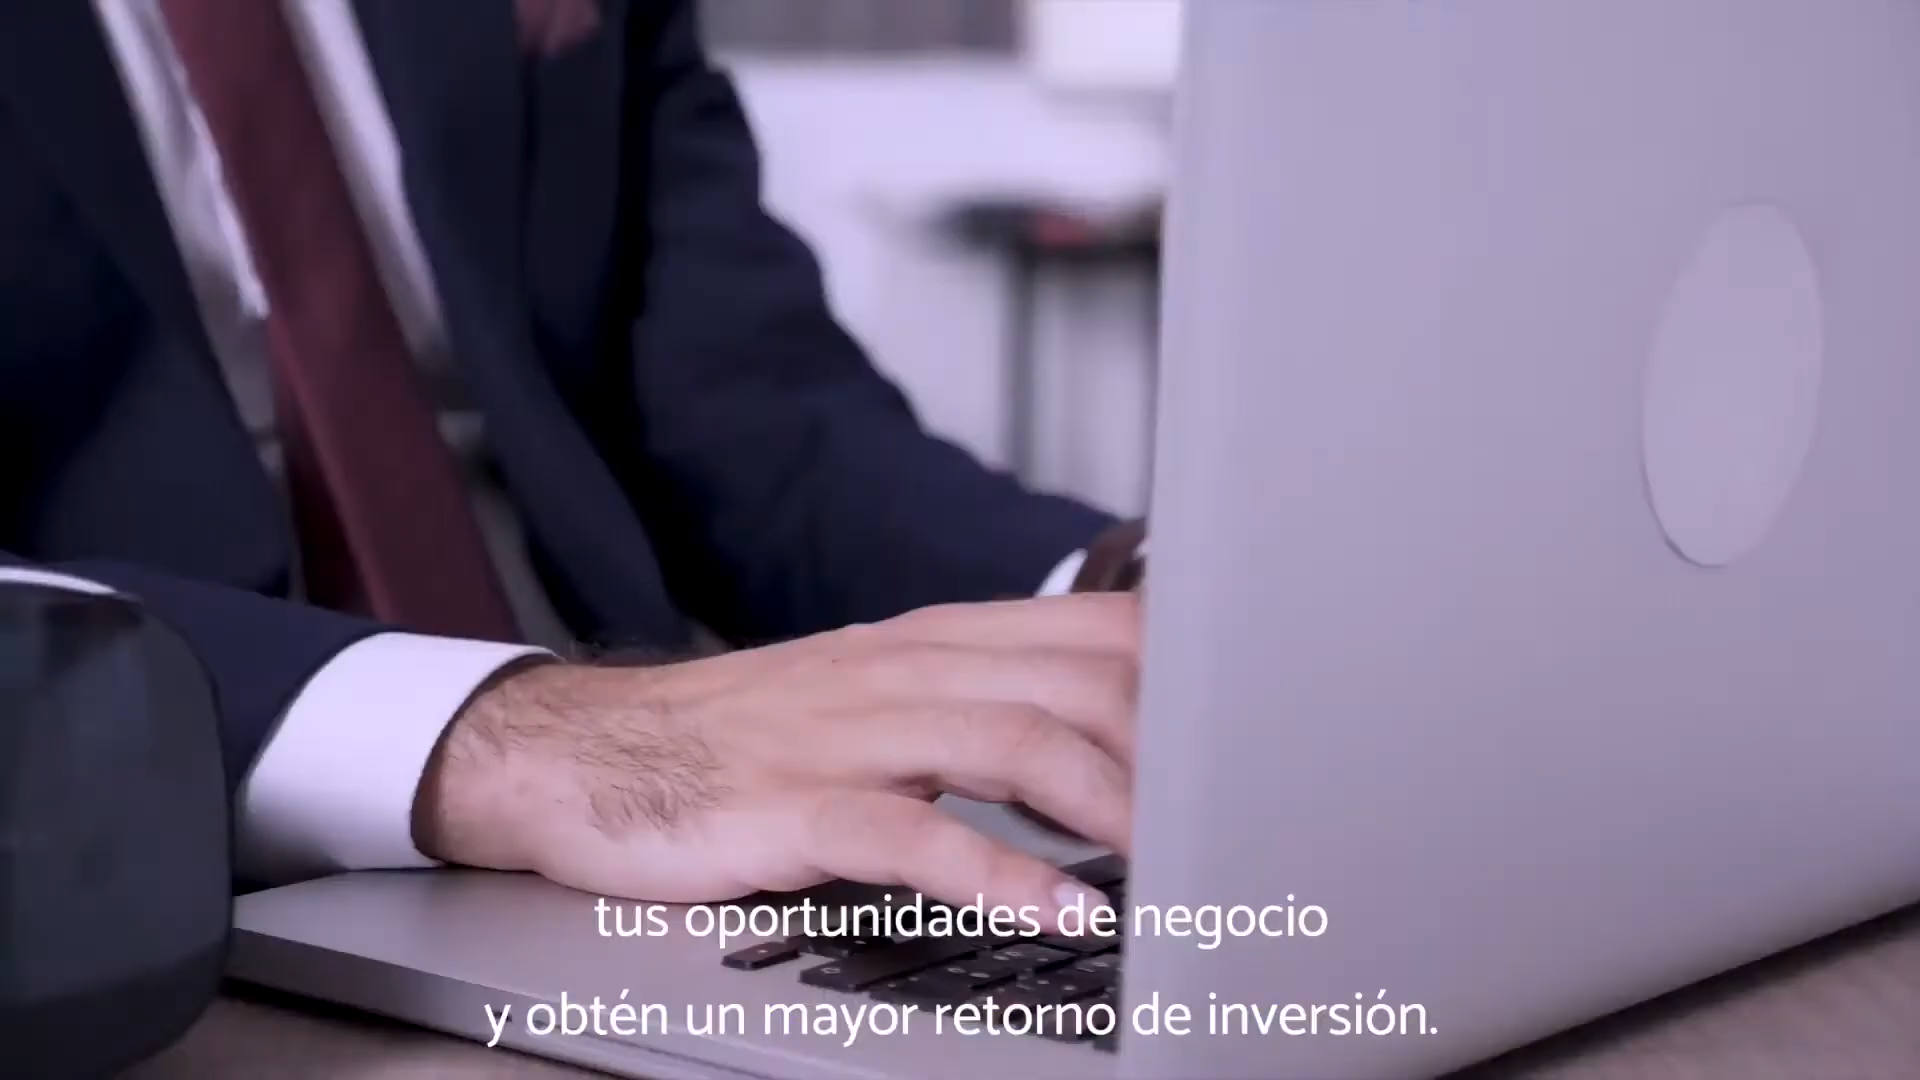 tus oportunidades de negocio
y obtén un mayor retorno de inversión.